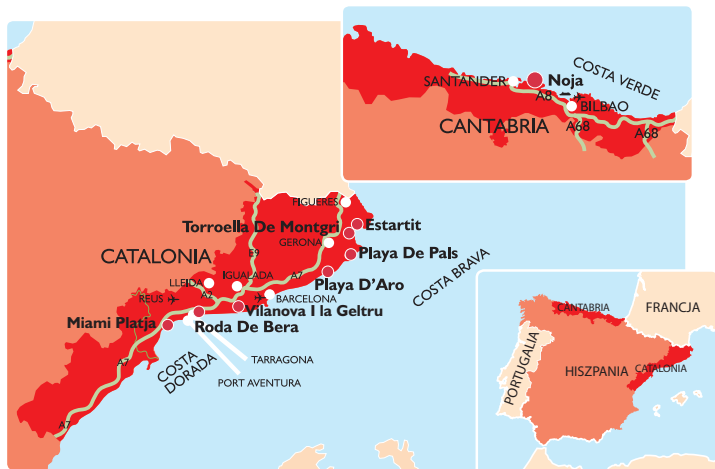 COSTA VERDE
SANTANDER
Noja
A8
BILBAO
CANTABRIA
A68
A68
FIGUERES
Torroella De Montgri
Estartit
GERONA
CATALONIA
E9
Playa De Pals
LLEIDA
IGUALADA
A7
Playa D'Aro
COSTA BRAVA
REUS
A2
BARCELONA
Vilanova I la Geltru
Miami Platja
Roda De Bera
COSTA
DORADA
TARRAGONA
PORT AVENTURA
A7
A7
CANTABRIA
FRANCJA
PORTUGALIA
HISZPANIA
CATALONIA